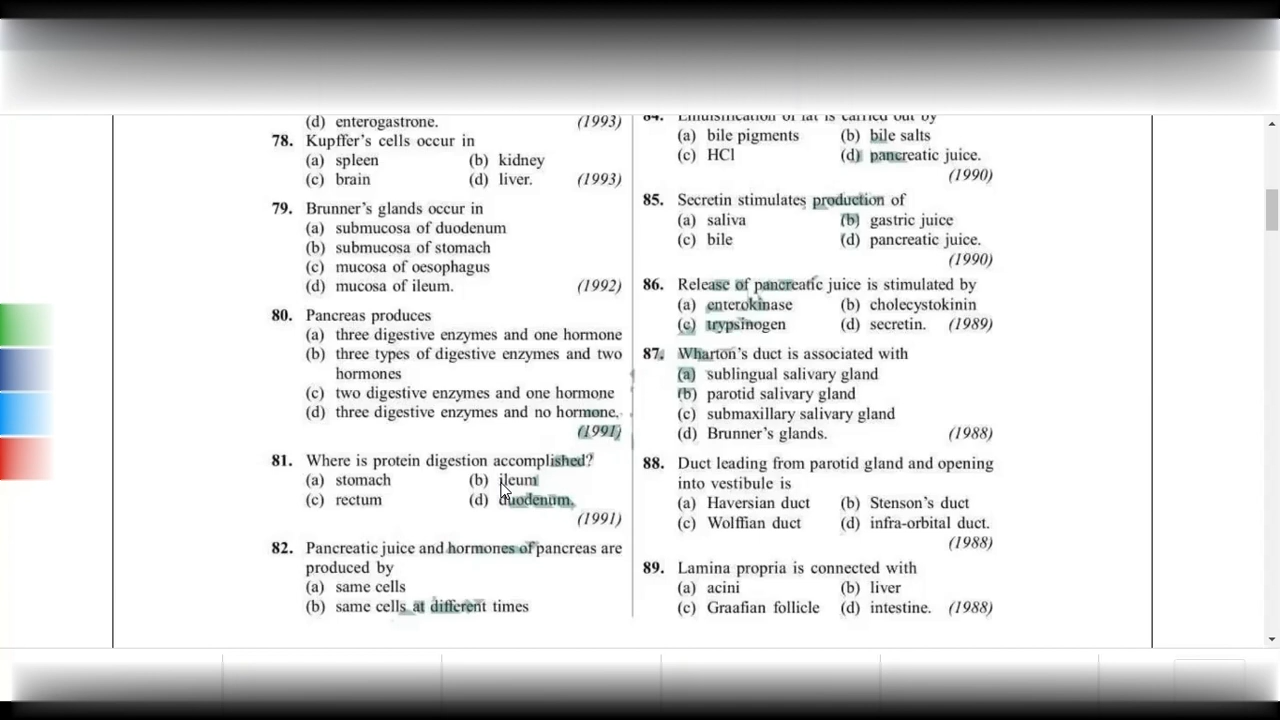 (d) enterogastrone. (1993)
78. Kupffer's cells occur in
(a) spleen (b) kidney
(c) brain (d) liver. (1993)
79. Brunner's glands occur in
(a) submucosa of duodenum
(b) submucosa of stomach
(c) mucosa of oesophagus
(d) mucosa of ileum. (1992)
80. Pancreas produces
(a) three digestive enzymes and one hormone
(b) three types of digestive enzymes and two
hormones
(c) two digestive enzymes and one hormone
(d) three digestive enzymes and no hormone.
(1991)
81. Where is protein digestion accomplished?
(a) stomach (b) ileum
(c) rectum (d) duodenum.
(1991)
82. Pancreatic juice and hormones of pancreas are
produced by
(a) same cells
(b) same cells at different times
84. Emulsification of fat is carried out by
(a) bile pigments (b) bile salts
(c) HCl (d) pancreatic juice.
(1990)
85. Secretin stimulates production of
(a) saliva (b) gastric juice
(c) bile (d) pancreatic juice.
(1990)
86. Release of pancreatic juice is stimulated by
(a) enterokinase (b) cholecystokinin
(c) trypsinogen (d) secretin. (1989)
87. Wharton's duct is associated with
(a) sublingual salivary gland
(b) parotid salivary gland
(c) submaxillary salivary gland
(d) Brunner's glands. (1988)
88. Duct leading from parotid gland and opening
into vestibule is
(a) Haversian duct (b) Stenson's duct
(c) Wolffian duct (d) infra-orbital duct.
(1988)
89. Lamina propria is connected with
(a) acini (b) liver
(c) Graafian follicle (d) intestine. (1988)